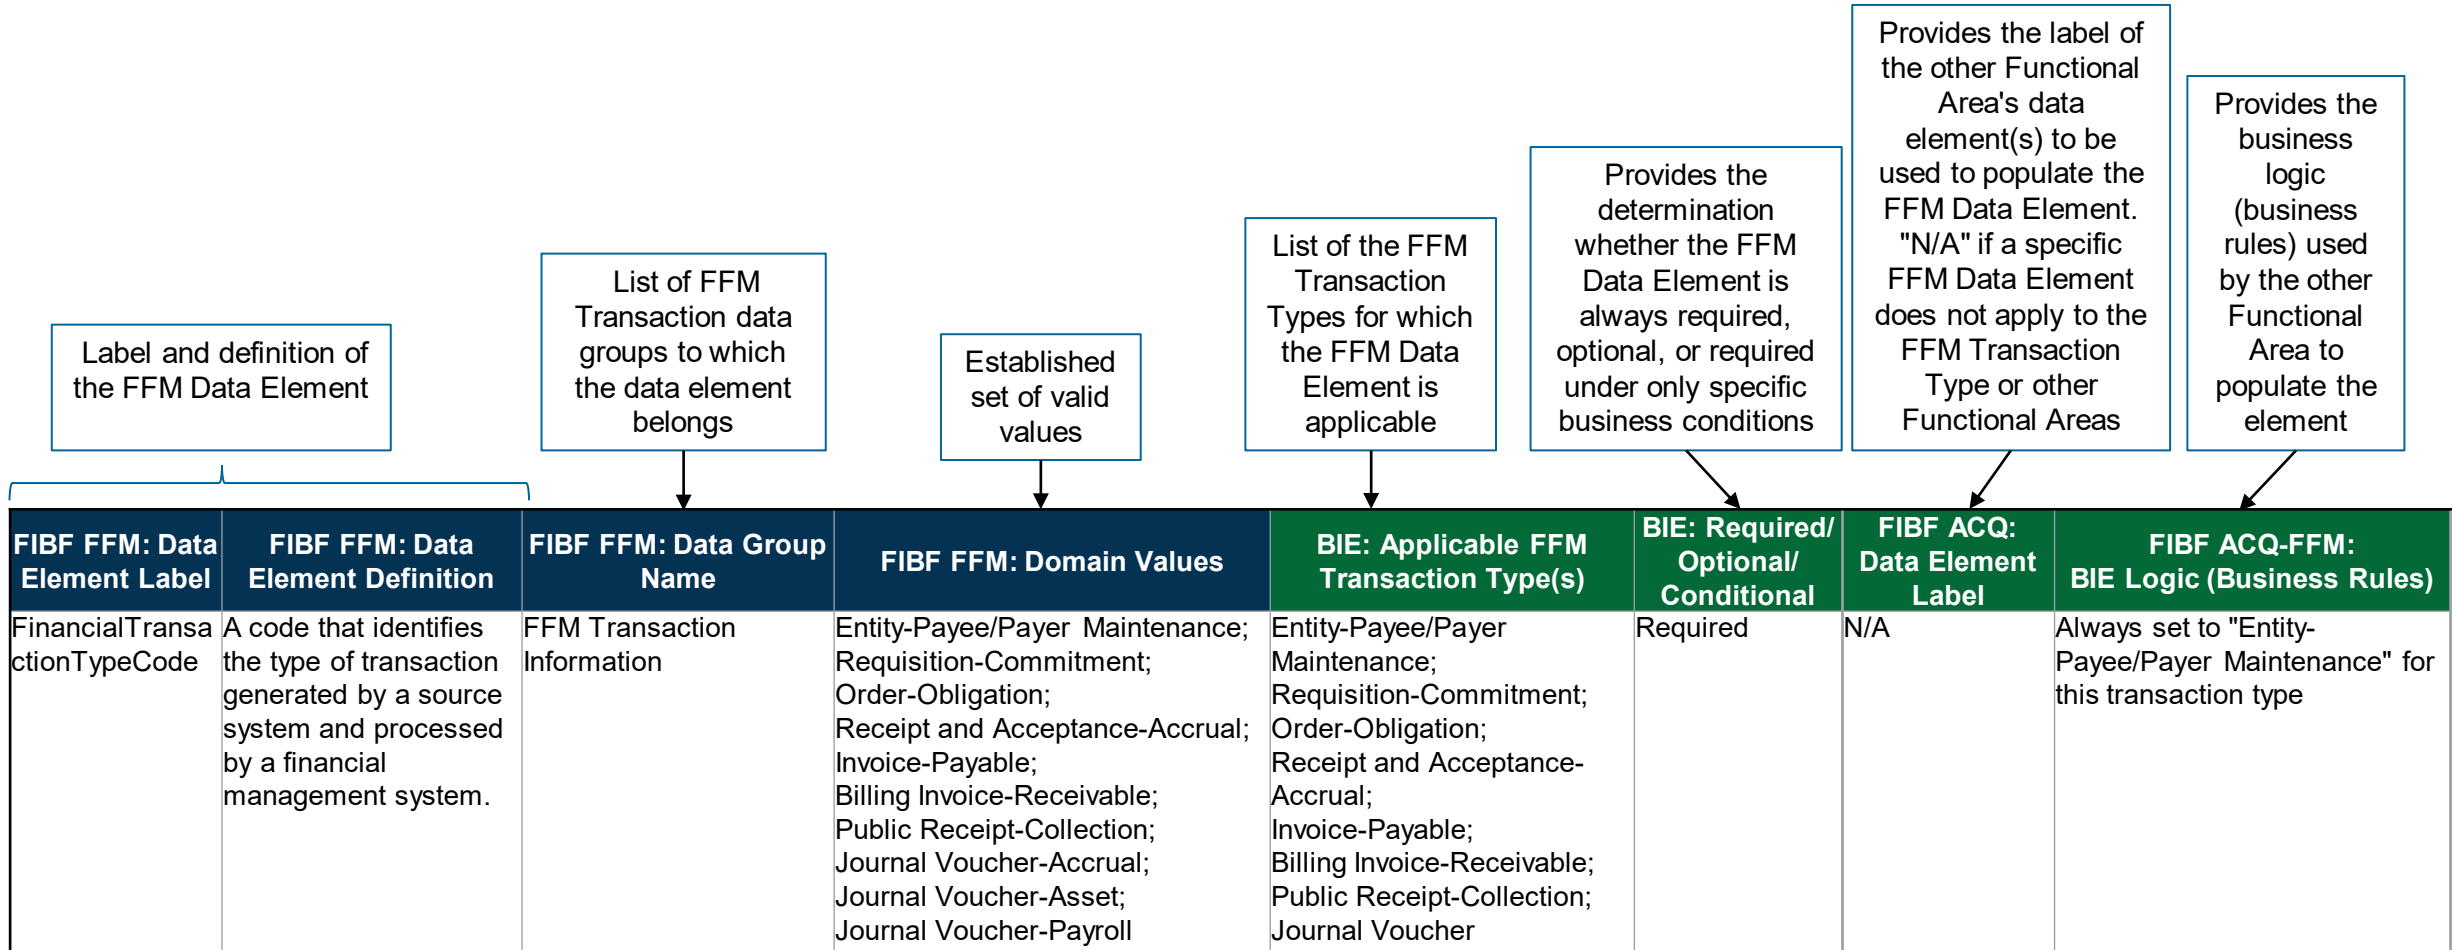 Label and definition of
the FFM Data Element
List of FFM
Transaction data
groups to which
the data element
belongs
Established
set of valid
values
List of the FFM
Transaction
Types for which
the FFM Data
Element is
applicable
Provides the
determination
whether the FFM
Data Element is
always required,
optional, or required
under only specific
business conditions
Provides the label of
the other Functional
Area's data
element(s) to be
used to populate the
FFM Data Element.
"N/A" if a specific
FFM Data Element
does not apply to the
FFM Transaction
Type or other
Functional Areas
Provides the
business
logic
(business
rules) used
by the other
Functional
Area to
populate the
element
FIBF FFM: Data
Element Label
FIBF FFM: Data
Element Definition
FIBF FFM: Data Group
Name
FIBF FFM: Domain Values
BIE: Applicable FFM
Transaction Type(s)
BIE: Required/
Optional/
Conditional
FIBF ACQ:
Data Element
Label
FIBF ACQ-FFM:
BIE Logic (Business Rules)
FinancialTransa
ctionTypeCode
A code that identifies
the type of transaction
generated by a source
system and processed
by a financial
management system.
FFM Transaction
Information
Entity-Payee/Payer Maintenance;
Requisition-Commitment;
Order-Obligation;
Receipt and Acceptance-Accrual;
Invoice-Payable;
Billing Invoice-Receivable;
Public Receipt-Collection;
Journal Voucher-Accrual;
Journal Voucher-Asset;
Journal Voucher-Payroll
Entity-Payee/Payer
Maintenance;
Requisition-Commitment;
Order-Obligation;
Receipt and Acceptance-
Accrual;
Invoice-Payable;
Billing Invoice-Receivable;
Public Receipt-Collection;
Journal Voucher
Required
N/A
Always set to "Entity-
Payee/Payer Maintenance" for
this transaction type